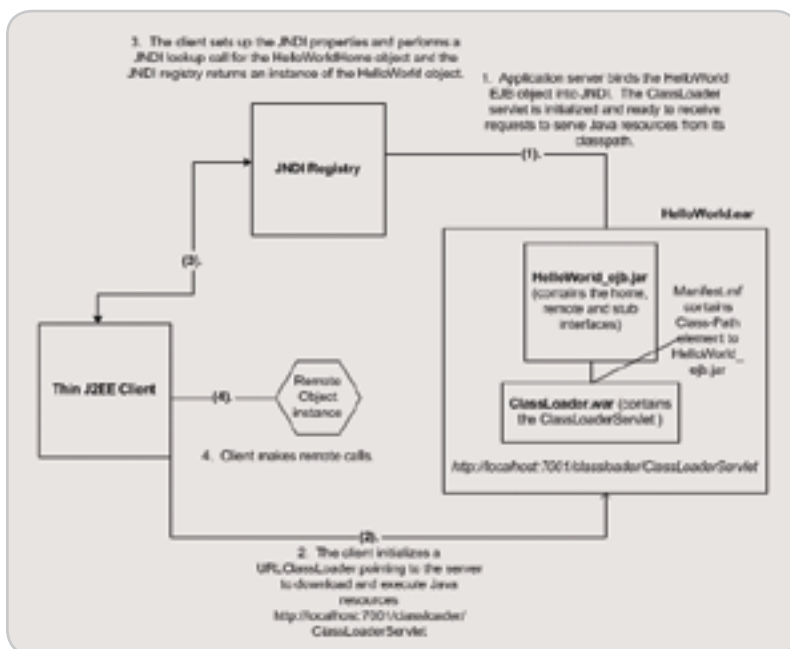 3. The client sets up the JNDI properties and performs a
JNDI lookup call for the HelloWorldHome object and the
JNDI registry returns an instance of the HelloWorld object.
1. Application server binds the HelloWorld
EJB object into JNDI. The ClassLoader
servlet is initialized and ready to receive
requests to serve Java resources from its
classpath.
JNDI Registry
(1).
HelloWorld.ear
(3).
HelloWorld_ejb.jar
(contains the home,
remote and stub
interfaces)
Manifest.mf
contains
Class-Path
element to
HelloWorld_
ejb.jar
Thin J2EE Client
(4).
Remote
Object
instance
ClassLoader.war (contains
the ClassLoaderServlet )
4. Client makes remote calls.
http://localhost:7001/classloader/ClassLoaderServlet
(2).
2. The client initializes a
URLClassLoader pointing to the server
to download and execute Java
resources
http://localhost:7001/classloader/
ClassLoaderServlet